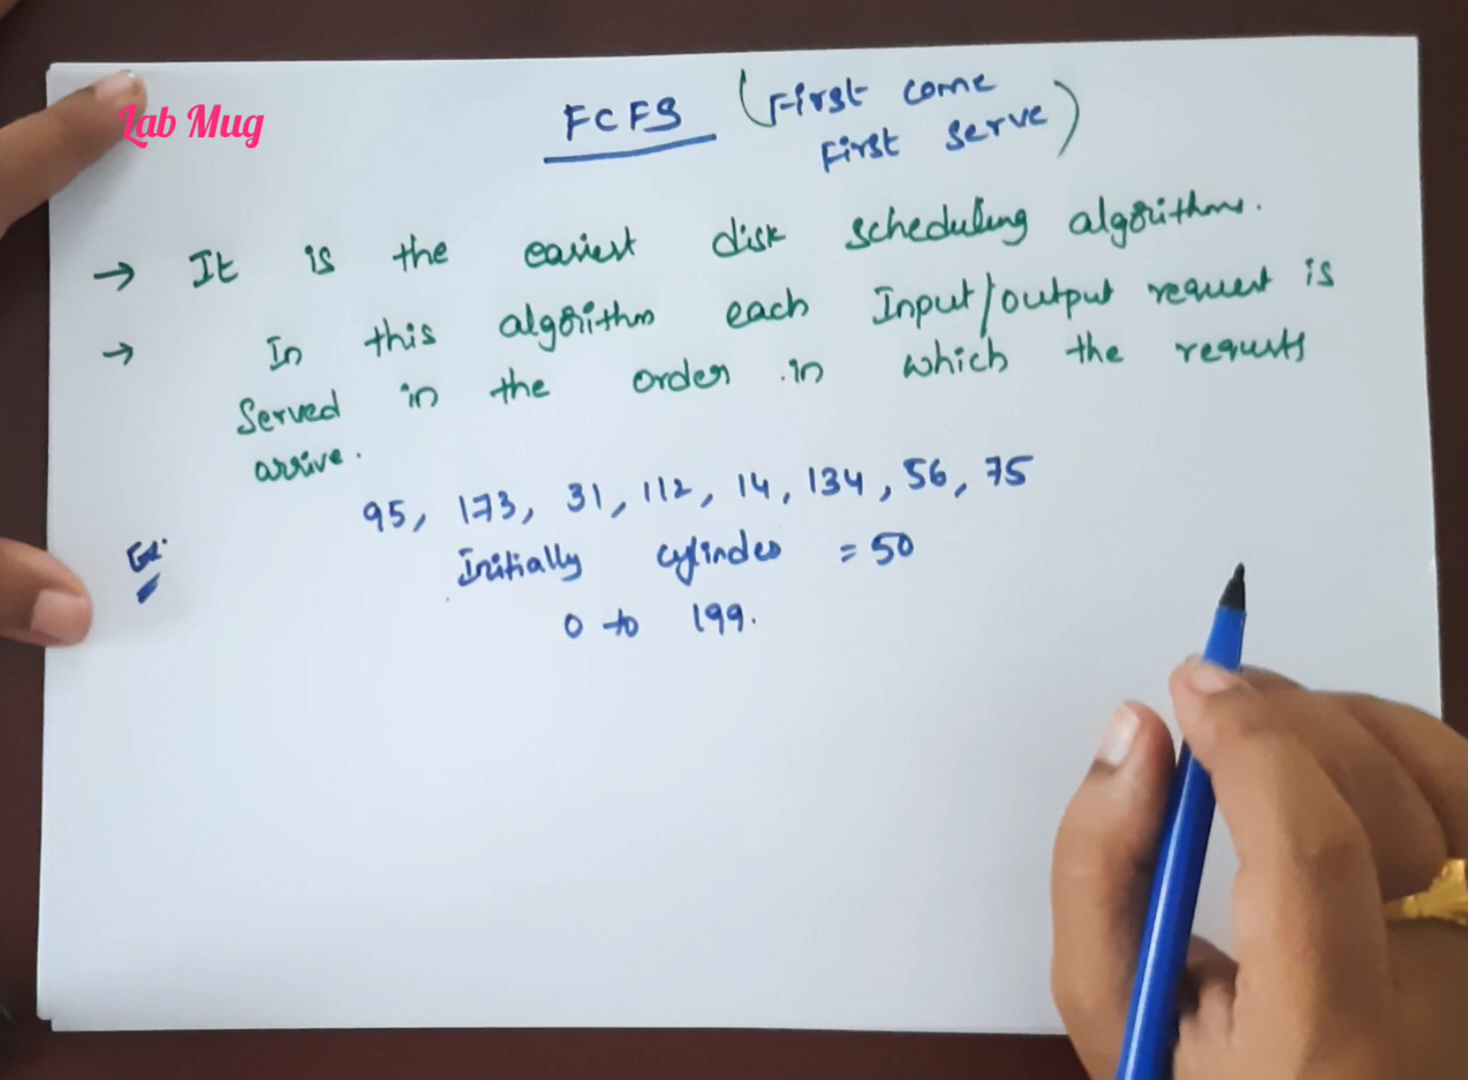 Lab Mug
FCFS (First come
First serve)
→ It is the easiest disk scheduling algorithm.
→ In this algorithm each Input/output request is
Served in the order in which the requests
arrive.
95, 173, 31, 112, 14, 134, 56, 75
Ex:
Initially cylinder = 50
0 to 199.